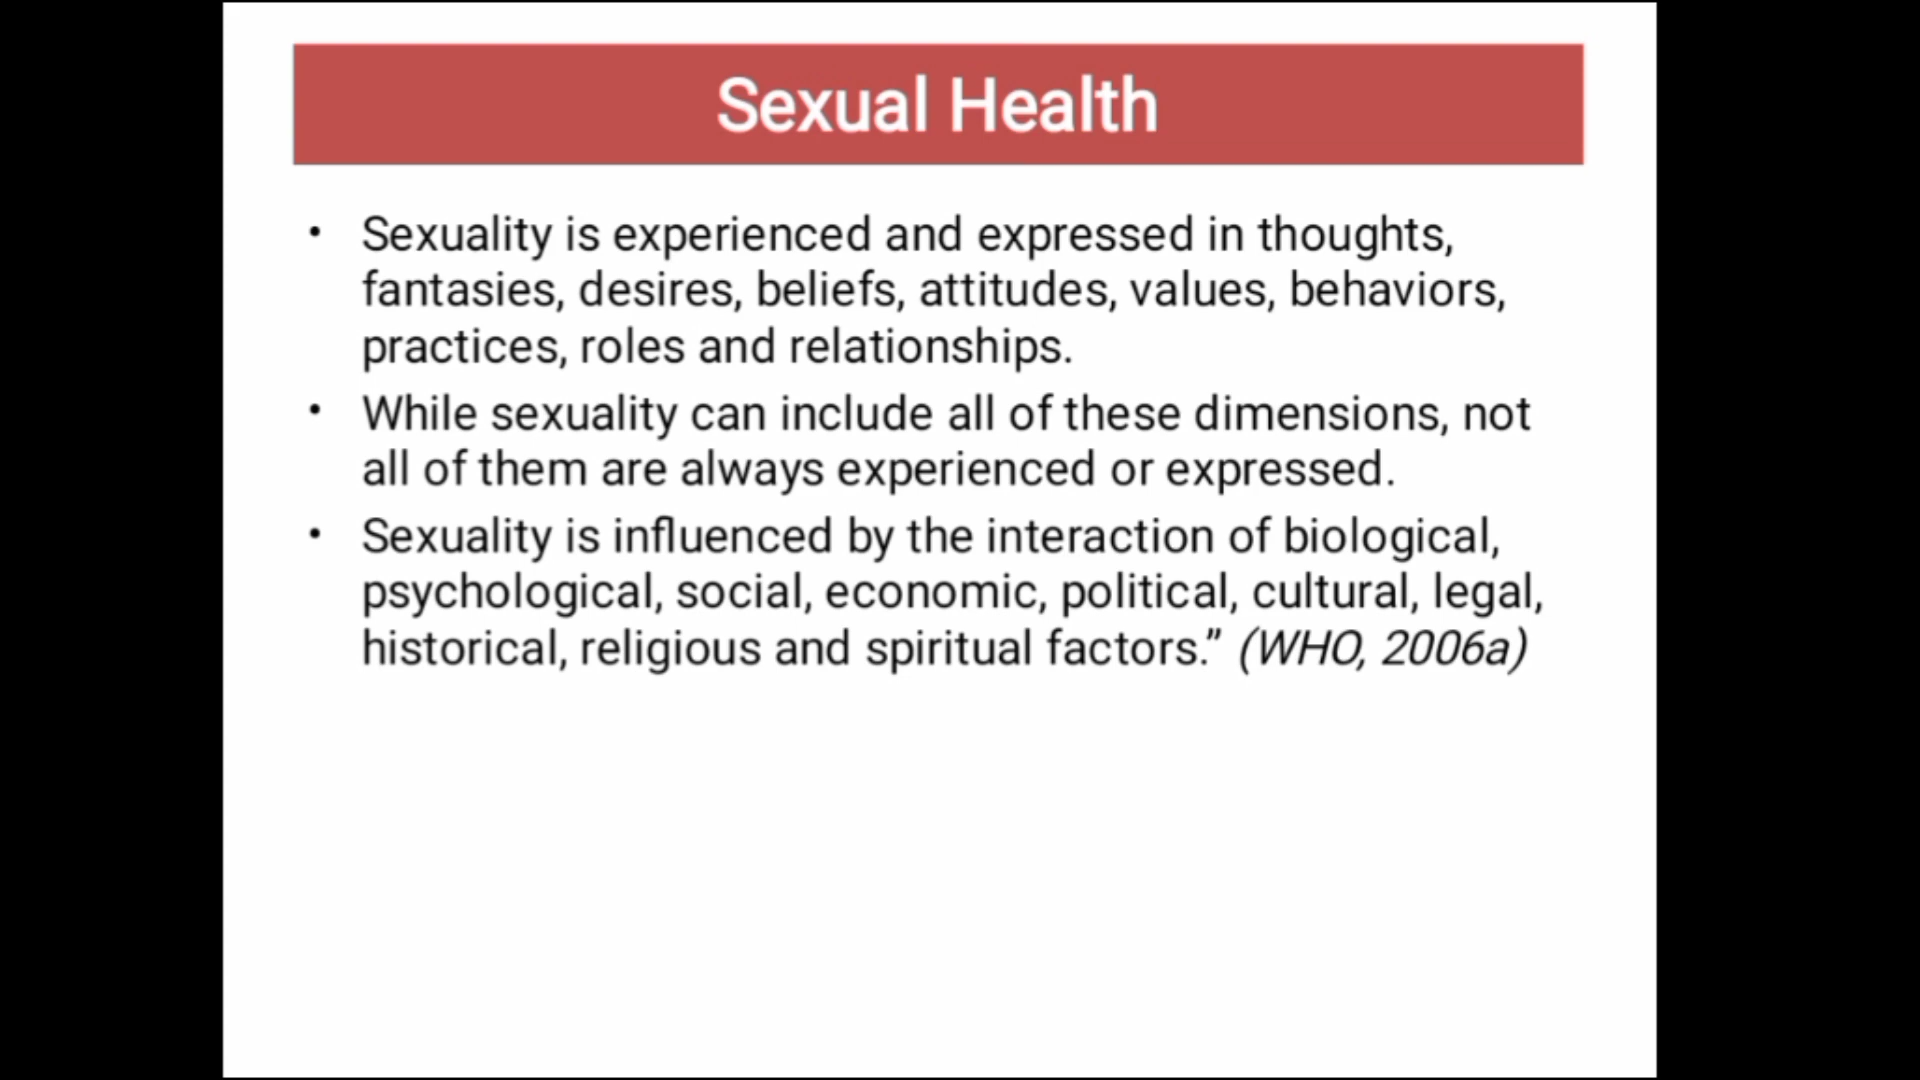 Sexual Health
• Sexuality is experienced and expressed in thoughts,
fantasies, desires, beliefs, attitudes, values, behaviors,
practices, roles and relationships.
• While sexuality can include all of these dimensions, not
all of them are always experienced or expressed.
• Sexuality is influenced by the interaction of biological,
psychological, social, economic, political, cultural, legal,
historical, religious and spiritual factors.” (WHO, 2006a)